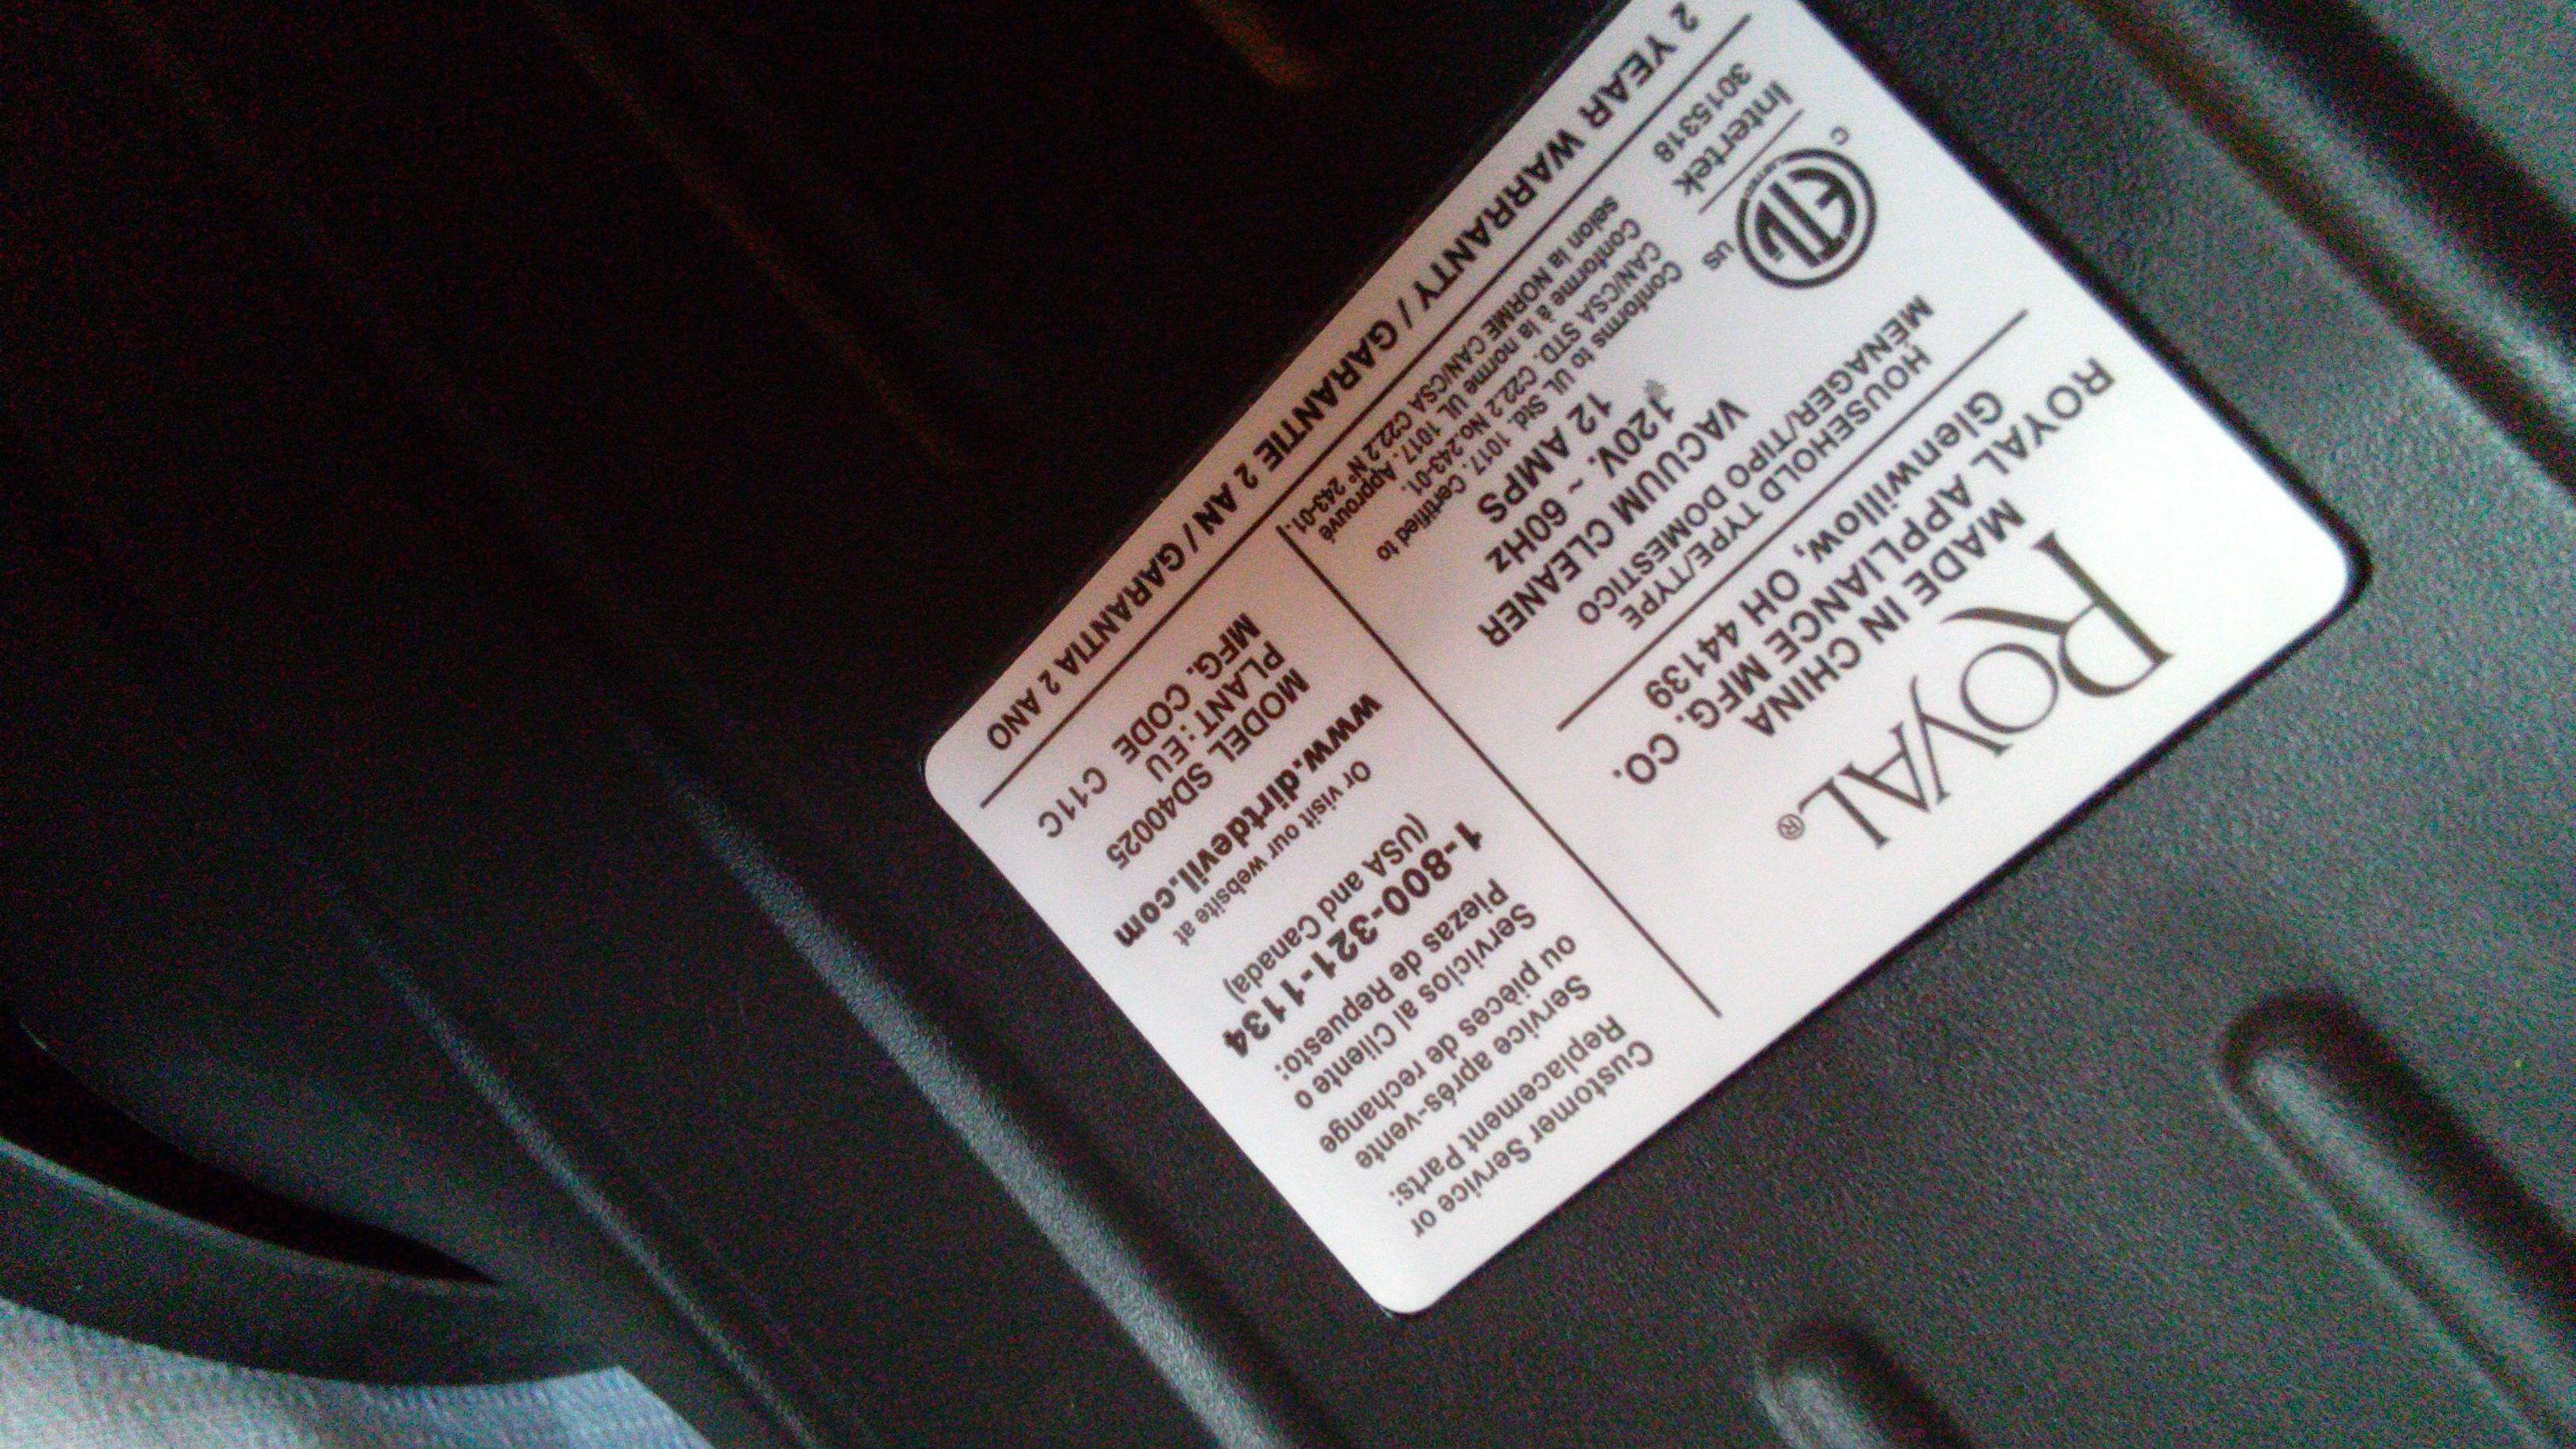 ROYAL®
MADE IN CHINA
ROYAL APPLIANCE MFG. CO.
Glenwillow, OH 44139
HOUSEHOLD TYPE/TYPE
MÉNAGER/TIPO DOMESTICO
VACUUM CLEANER
120V. ~ 60Hz
12 AMPS
C ETL US
LISTED
Intertek
3015318
Conforms to UL Std. 1017. Certified to
CAN/CSA STD. C22.2 No.243-01.
Conforme à la norme UL 1017. Approuvé
selon la NORME CAN/CSA C22.2 N° 243-01.
Customer Service or
Replacement Parts:
Service aprés-vente
ou pièces de rechange
Servicios al Cliente o
Piezas de Repuesto:
1-800-321-1134
(USA and Canada)
Or visit our website at
www.dirtdevil.com
MODEL SD40025
PLANT: EU
MFG. CODE C11C
2 YEAR WARRANTY / GARANTIE 2 AN / GARANTIA 2 ANO